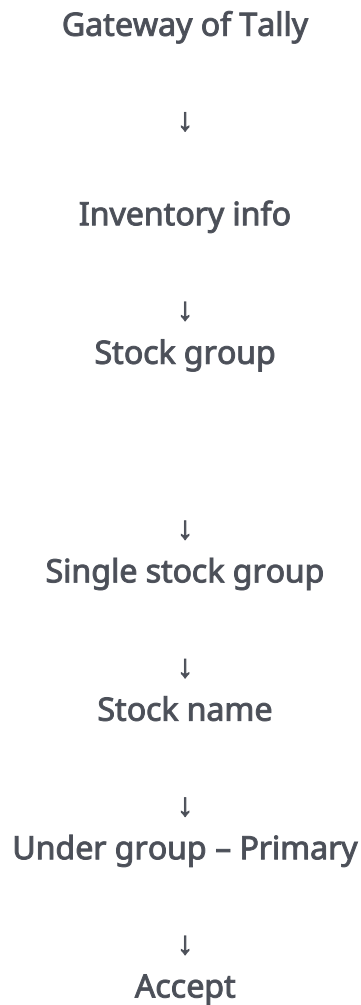 Gateway of Tally
↓
Inventory info
↓
Stock group
↓
Single stock group
↓
Stock name
↓
Under group – Primary
↓
Accept